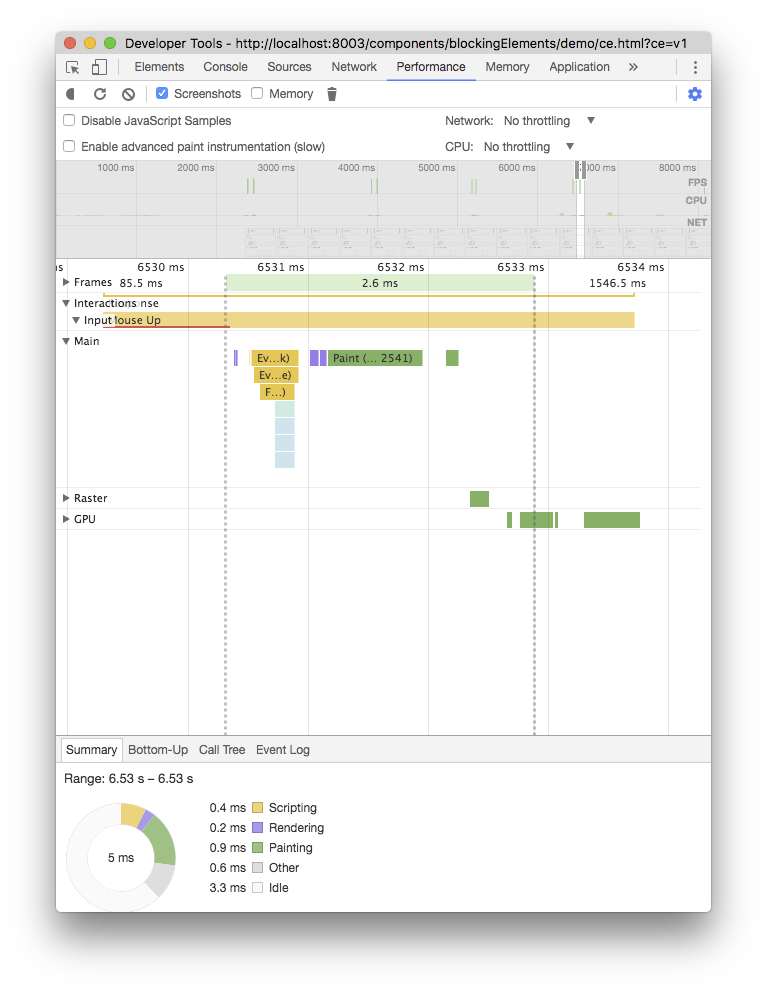 Developer Tools - http://localhost:8003/components/blockingElements/demo/ce.html?ce=v1
Elements Console Sources Network Performance Memory Application »
Screenshots Memory
Disable JavaScript Samples Network: No throttling ▼
Enable advanced paint instrumentation (slow) CPU: No throttling ▼
1000 ms 2000 ms 3000 ms 4000 ms 5000 ms 6000 ms 8000 ms
FPS
CPU
NET
6530 ms 6531 ms 6532 ms 6533 ms 6534 ms
▶ Frames 85.5 ms 2.6 ms 1546.5 ms
▼ Interactions nse
▼ Input louse Up
▼ Main
Ev...k) Paint (... 2541)
Ev...e)
F...)
▶ Raster
▶ GPU
Summary Bottom-Up Call Tree Event Log
Range: 6.53 s – 6.53 s
0.4 ms Scripting
0.2 ms Rendering
5 ms 0.9 ms Painting
0.6 ms Other
3.3 ms Idle